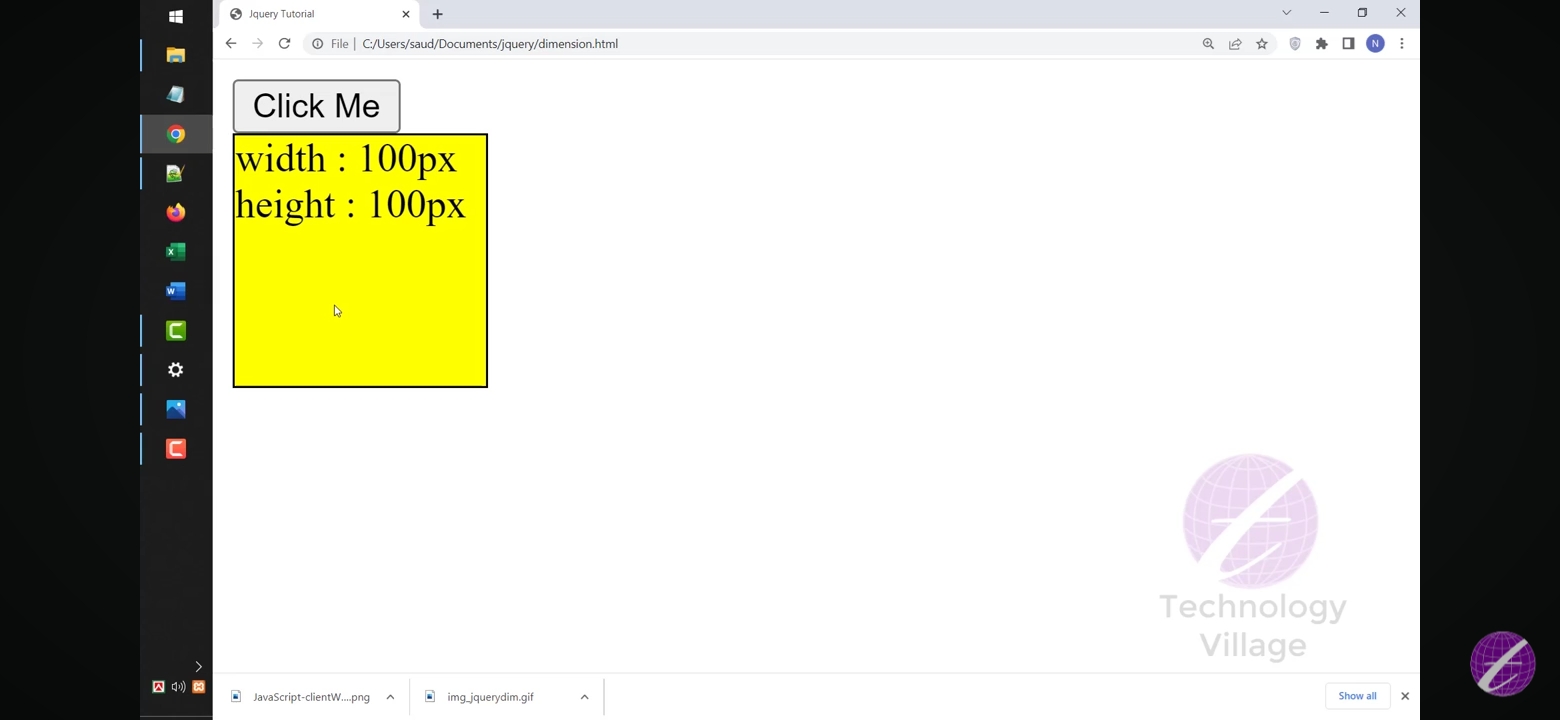 Jquery Tutorial
File
C:/Users/saud/Documents/jquery/dimension.html
N
Click Me
width : 100px
height : 100px
Technology
Village
JavaScript-clientW....png
img_jquerydim.gif
Show all